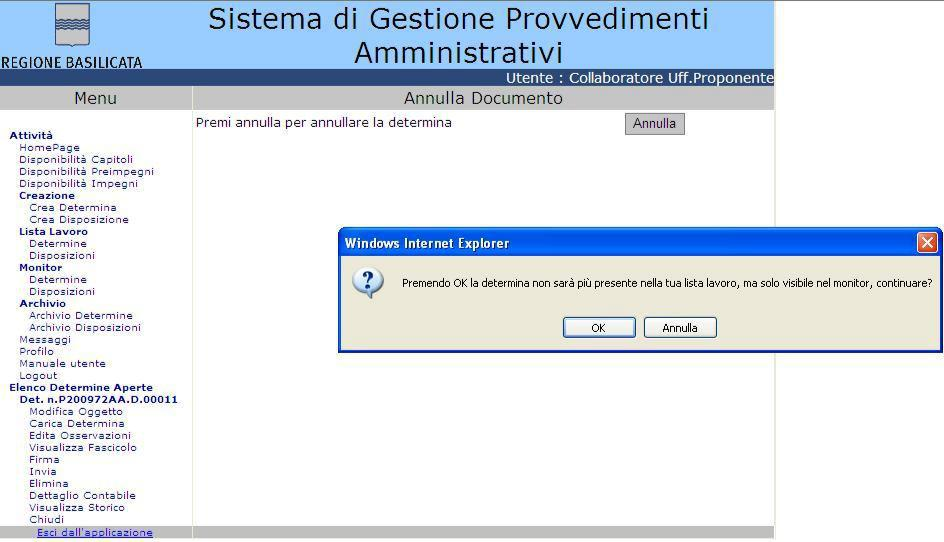 Sistema di Gestione Provvedimenti
Amministrativi
REGIONE BASILICATA
Utente : Collaboratore Uff.Proponente
Menu
Annulla Documento
Premi annulla per annullare la determina
Annulla
Attività
HomePage
Disponibilità Capitoli
Disponibilità Preimpegni
Disponibilità Impegni
Creazione
Crea Determina
Crea Disposizione
Lista Lavoro
Determine
Disposizioni
Monitor
Determine
Disposizioni
Archivio
Archivio Determine
Archivio Disposizioni
Messaggi
Profilo
Manuale utente
Logout
Elenco Determine Aperte
Det. n.P200972AA.D.00011
Modifica Oggetto
Carica Determina
Edita Osservazioni
Visualizza Fascicolo
Firma
Invia
Elimina
Dettaglio Contabile
Visualizza Storico
Chiudi
Esci dall'applicazione
Windows Internet Explorer
?
Premendo OK la determina non sarà più presente nella tua lista lavoro, ma solo visibile nel monitor, continuare?
OK
Annulla